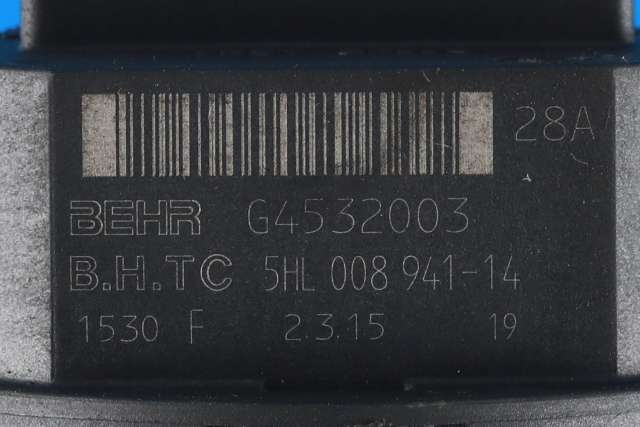 28A
BEHR G4532003
B.H.TC 5HL 008 941-14
1530 F 2.3.15 19